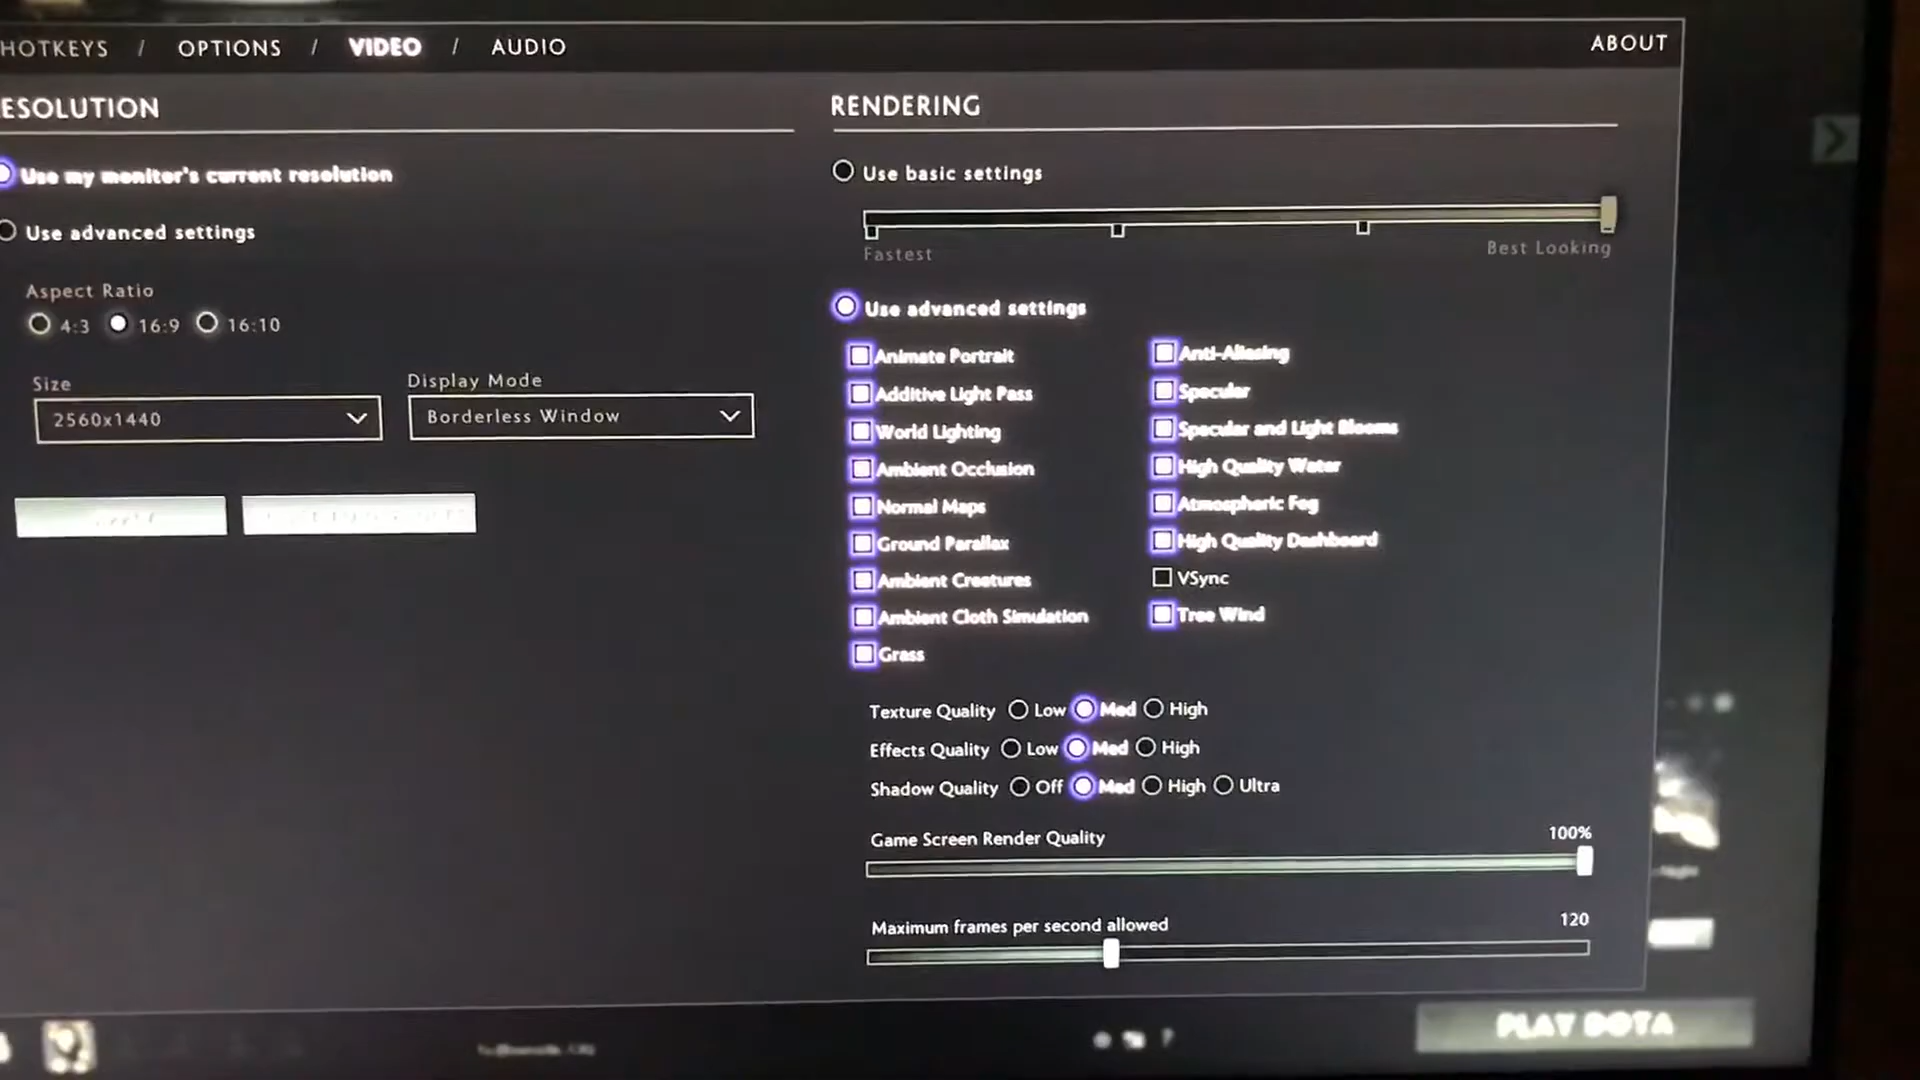 HOTKEYS / OPTIONS / VIDEO / AUDIO
ABOUT
ESOLUTION
Use my monitor's current resolution
Use advanced settings
Aspect Ratio
4:3 16:9 16:10
Size
2560x1440
Display Mode
Borderless Window
RENDERING
Use basic settings
Fastest
Best Looking
Use advanced settings
Animate Portrait
Additive Light Pass
World Lighting
Ambient Occlusion
Normal Maps
Ground Parallax
Ambient Creatures
Ambient Cloth Simulation
Grass
Anti-Aliasing
Specular
Specular and Light Blooms
High Quality Water
Atmospheric Fog
High Quality Dashboard
VSync
Tree Wind
Texture Quality Low Med High
Effects Quality Low Med High
Shadow Quality Off Med High Ultra
Game Screen Render Quality
100%
Maximum frames per second allowed
120
PLAY DOTA